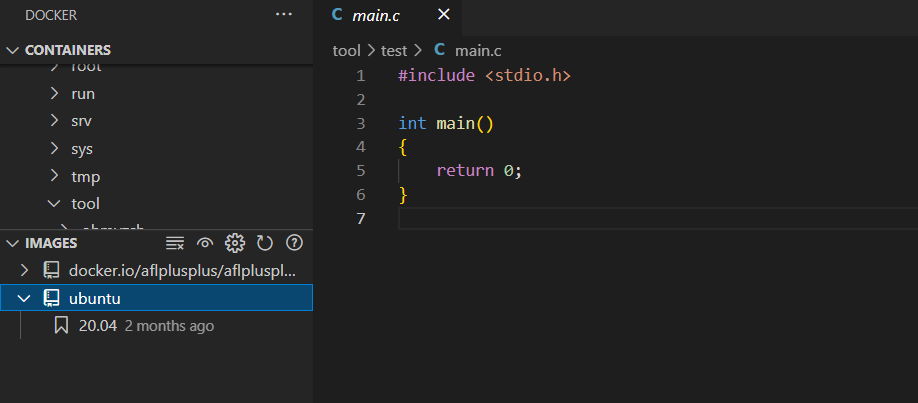 DOCKER
CONTAINERS
root
run
srv
sys
tmp
tool
IMAGES
docker.io/aflplusplus/aflpluspl...
ubuntu
20.04 2 months ago
C main.c
tool > test > C main.c
1 #include <stdio.h>
2
3 int main()
4 {
5 return 0;
6 }
7